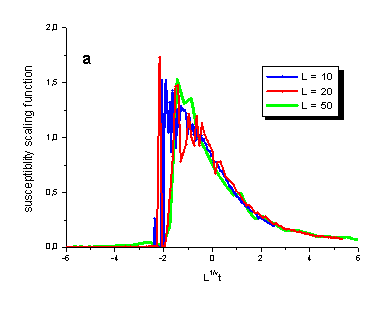 2,0
a
L = 10
L = 20
L = 50
1,5
1,0
0,5
0,0
susceptiblity scaling function
-6 -4 -2 0 2 4 6
L^1/ν t